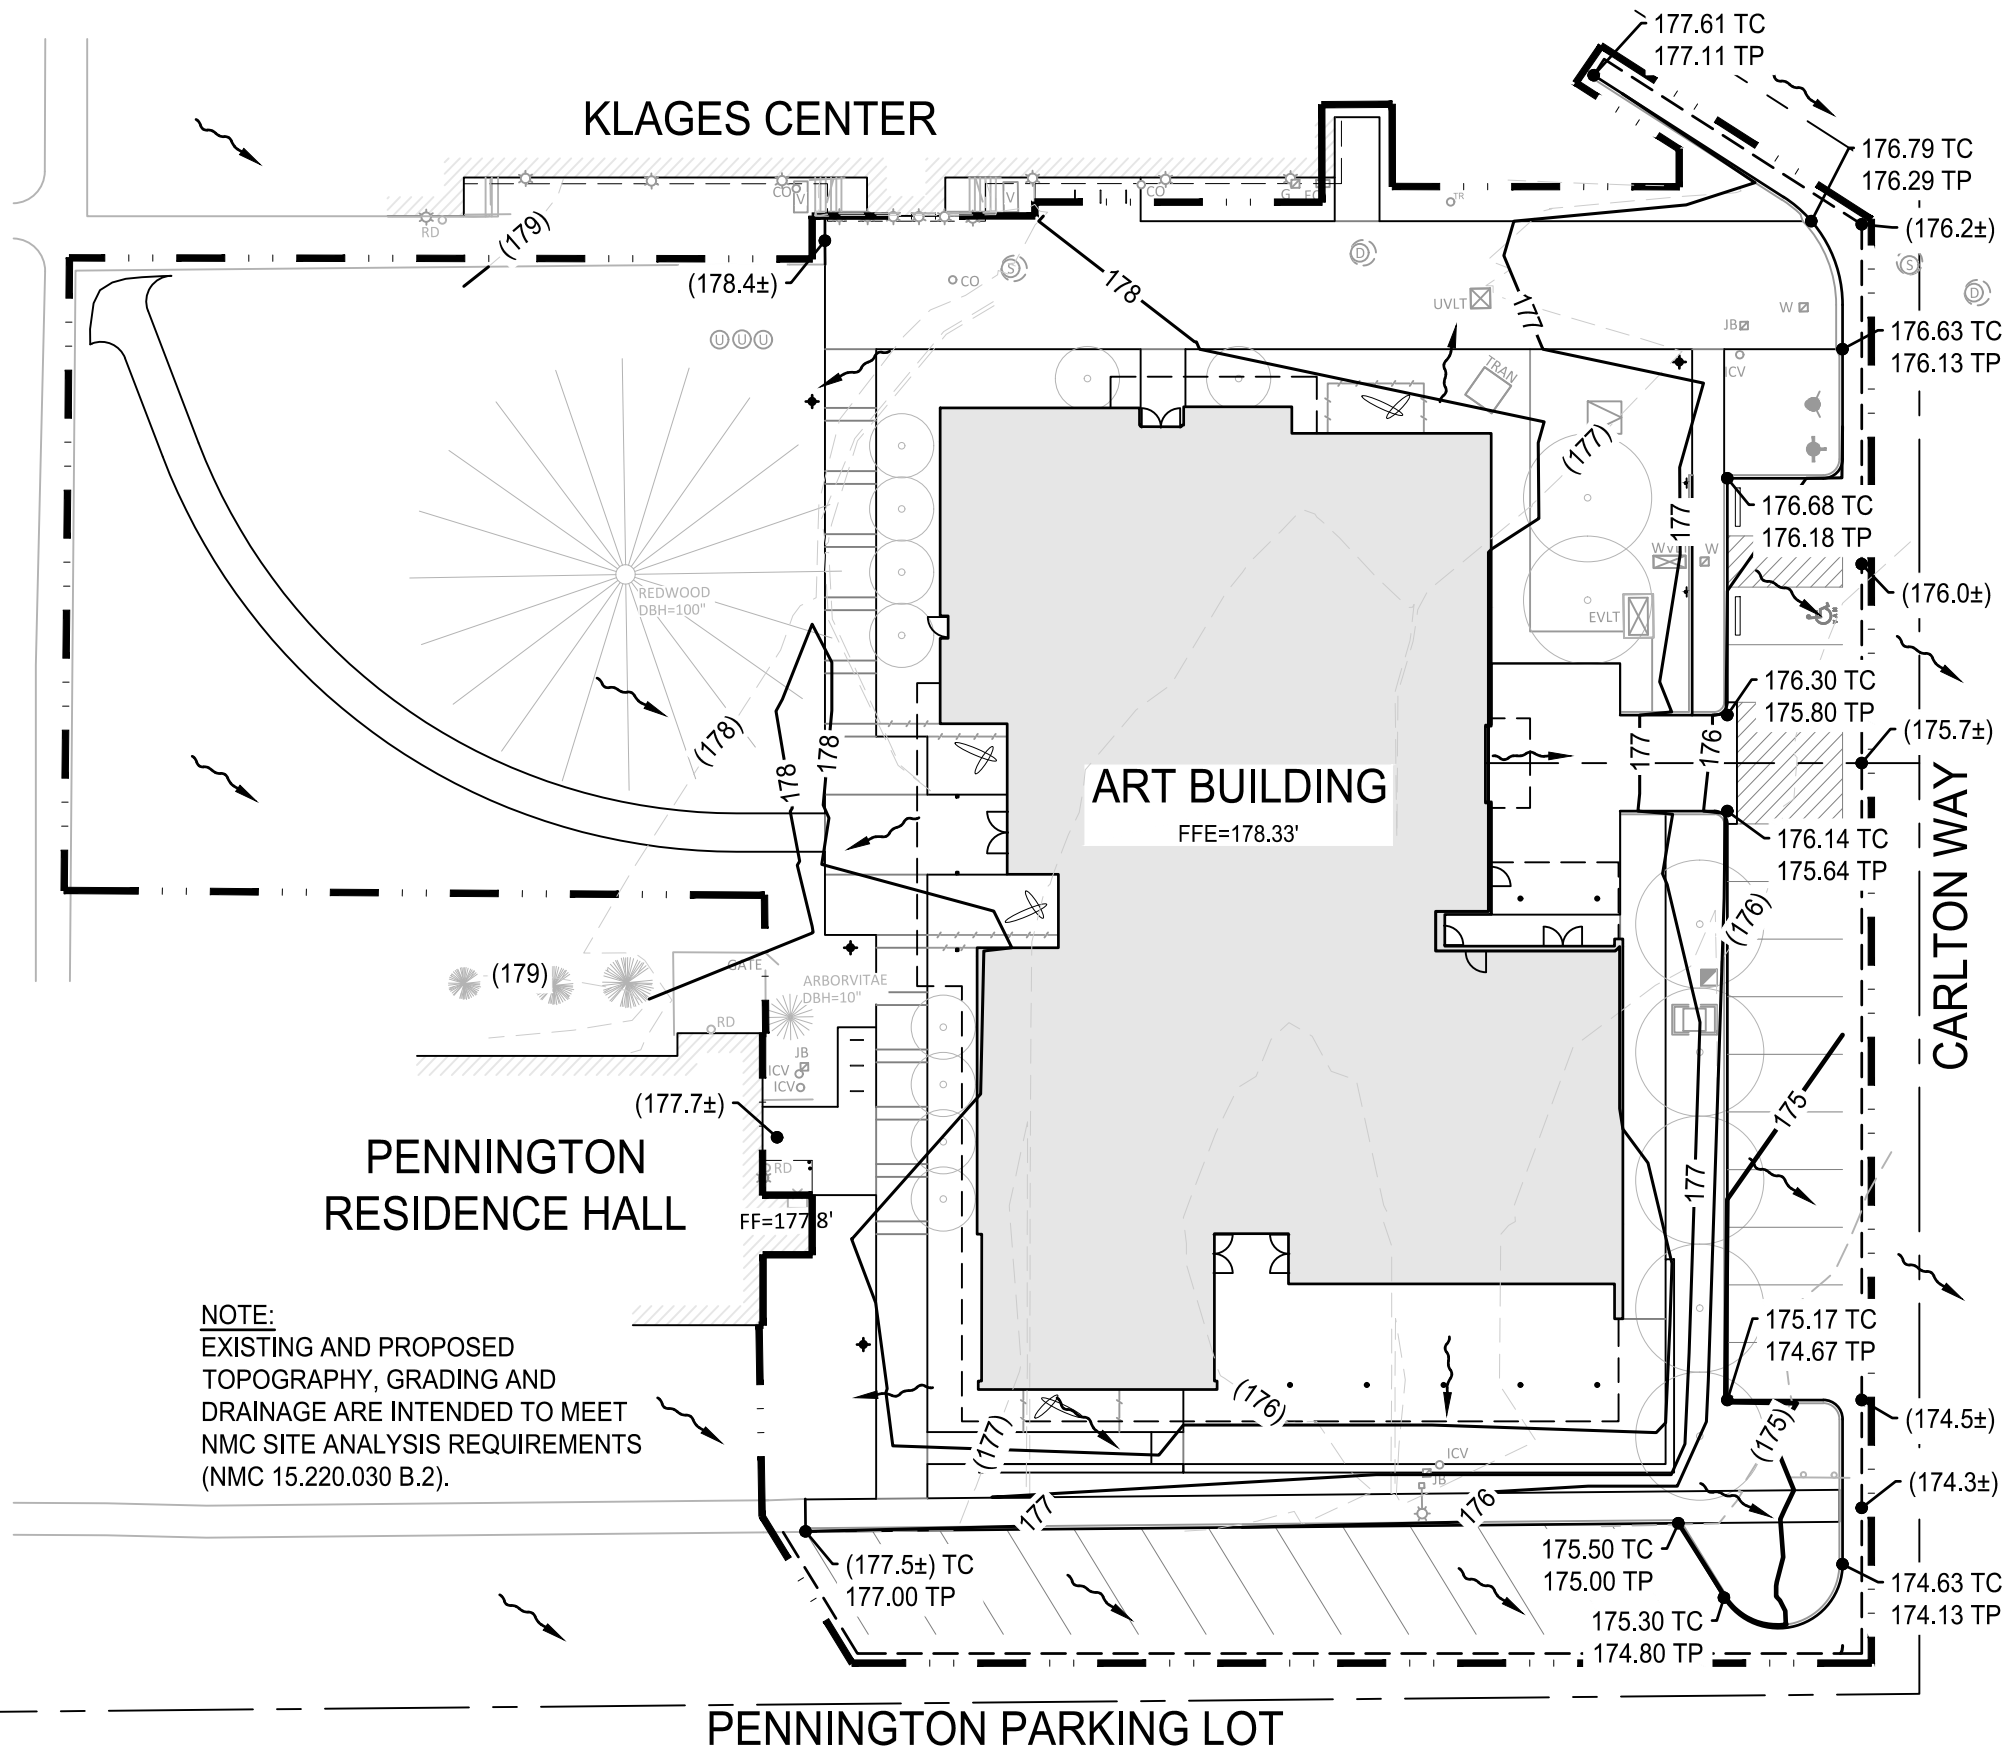 177.61 TC
177.11 TP
KLAGES CENTER
176.79 TC
176.29 TP
CO
V
V
CO
G
TR
RD
(179)
(176.2±)
(178.4±)
CO
S
D
S
D
178
UVLT
177
W
JB
U U U
176.63 TC
176.13 TP
TRAN
ICV
(177)
176.68 TC
176.18 TP
177
W
REDWOOD
DBH=100"
(176.0±)
EVLT
176.30 TC
175.80 TP
(178)
178
178
177
176
(175.7±)
ART BUILDING
FFE=178.33'
176.14 TC
175.64 TP
CARLTON WAY
(176)
(179)
GATE
ARBORVITAE
DBH=10"
RD
JB
ICV
ICV
(177.7±)
175
PENNINGTON
RESIDENCE HALL
RD
FF=177.8'
177
NOTE:
EXISTING AND PROPOSED
TOPOGRAPHY, GRADING AND
DRAINAGE ARE INTENDED TO MEET
NMC SITE ANALYSIS REQUIREMENTS
(NMC 15.220.030 B.2).
175.17 TC
174.67 TP
(176)
(177)
(175)
(174.5±)
ICV
JB
(174.3±)
177
176
(177.5±) TC
177.00 TP
175.50 TC
175.00 TP
174.63 TC
174.13 TP
175.30 TC
174.80 TP
PENNINGTON PARKING LOT